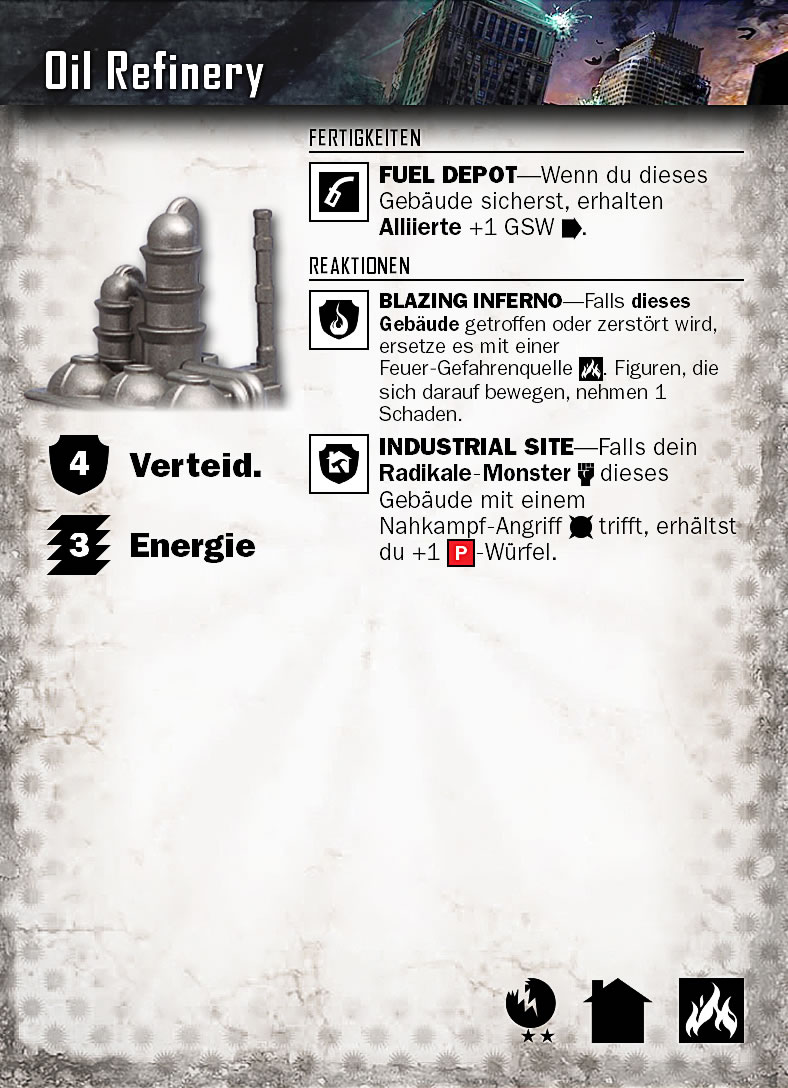 Oil Refinery
FERTIGKEITEN
FUEL DEPOT—Wenn du dieses
Gebäude sicherst, erhalten
Alliierte +1 GSW .
REAKTIONEN
BLAZING INFERNO—Falls dieses
Gebäude getroffen oder zerstört wird,
ersetze es mit einer
Feuer-Gefahrenquelle . Figuren, die
sich darauf bewegen, nehmen 1
Schaden.
INDUSTRIAL SITE—Falls dein
Radikale-Monster dieses
Gebäude mit einem
Nahkampf-Angriff trifft, erhältst
du +1 P-Würfel.
4 Verteid.
3 Energie